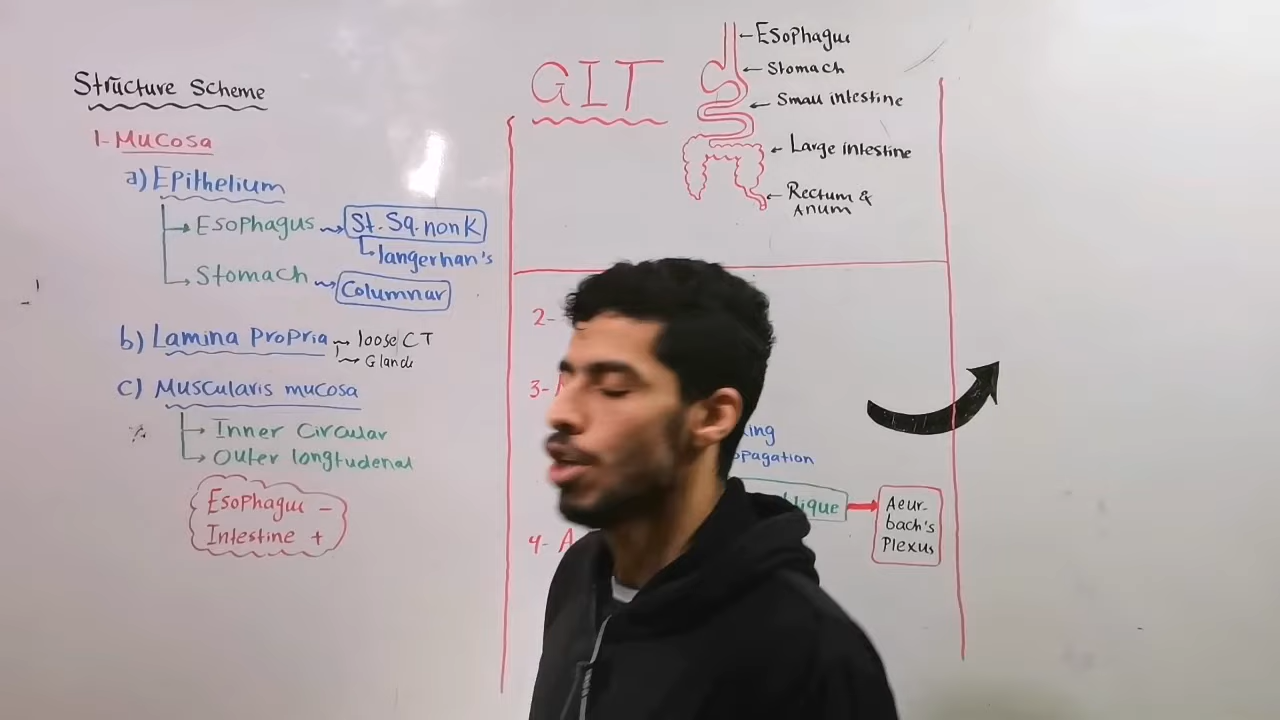 Structure Scheme
1- Mucosa
a) Epithelium
Esophagus
St. Sq. non K
langerhan's
Stomach
Columnar
b) Lamina Propria
loose CT
Glands
c) Muscularis mucosa
Inner Circular
Outer longtudenal
Esophagus -
Intestine +
GIT
Esophagus
Stomach
Small intestine
Large intestine
Rectum &
Anum
2-
3-
4- A
Aeur-
bach's
Plexus